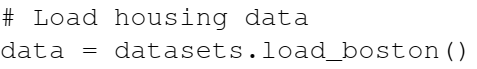 # Load housing data
data = datasets.load_boston()